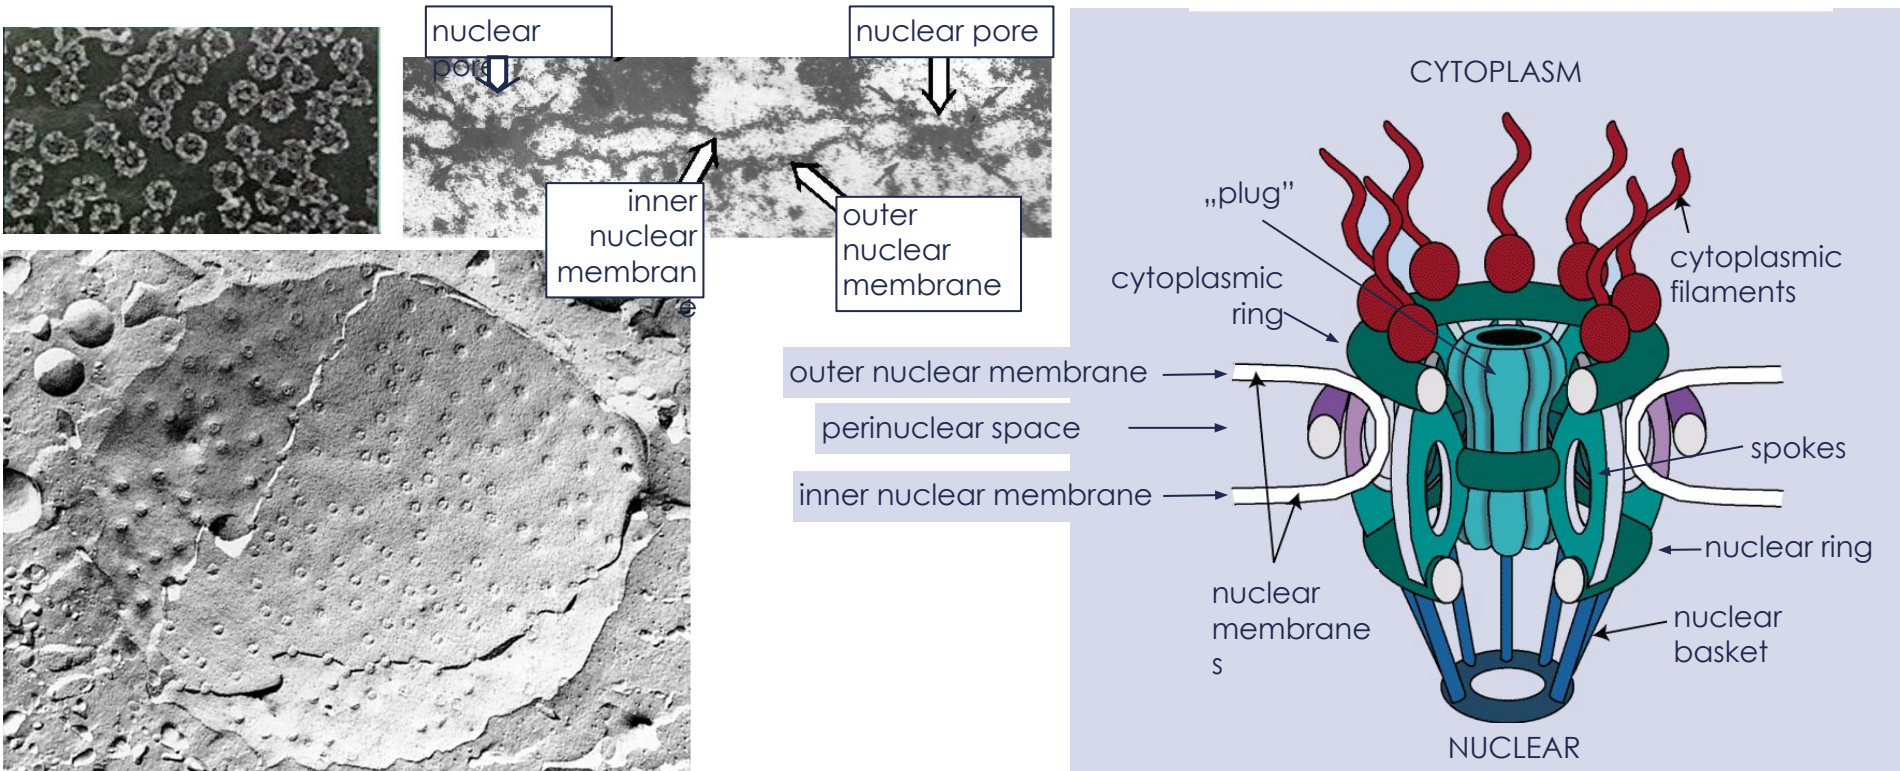 nuclear
pore
nuclear pore
inner
nuclear
membran
e
outer
nuclear
membrane
CYTOPLASM
„plug”
cytoplasmic
filaments
cytoplasmic
ring
outer nuclear membrane
perinuclear space
inner nuclear membrane
spokes
nuclear ring
nuclear
membrane
s
nuclear
basket
NUCLEAR